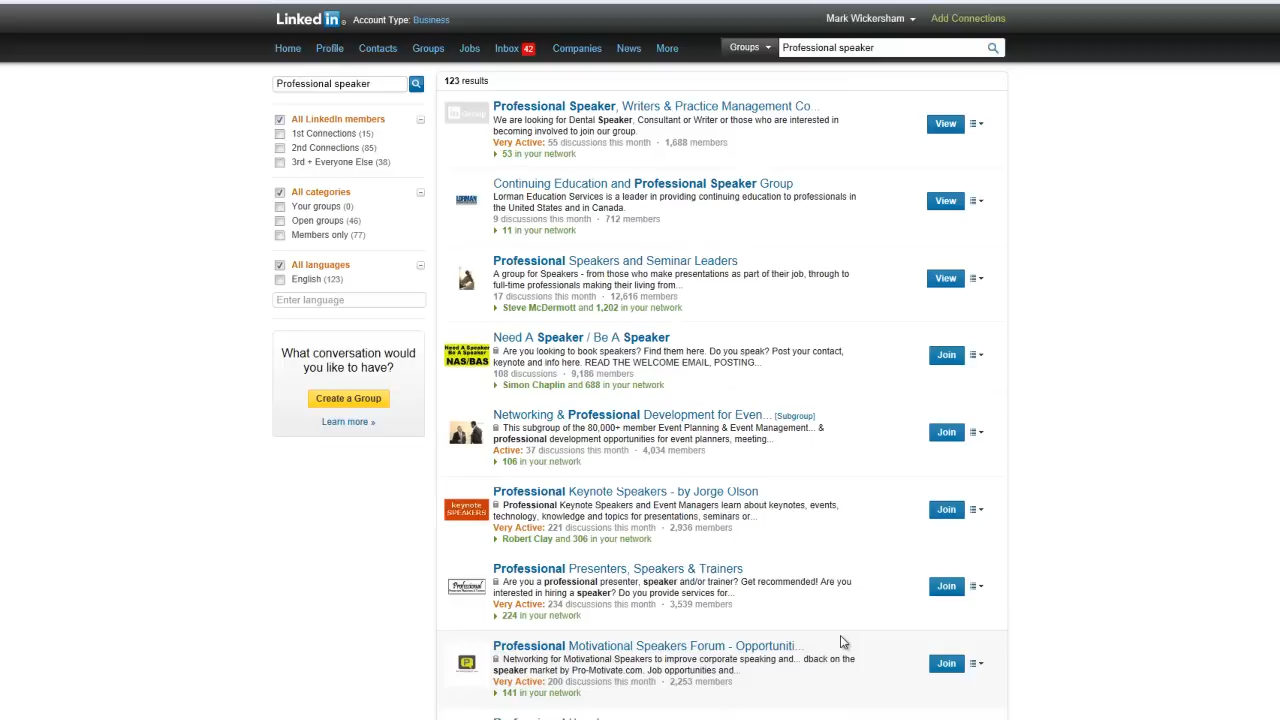 Linked in Account Type: Business
Mark Wickersham Add Connections
Home Profile Contacts Groups Jobs Inbox 42 Companies News More
Groups Professional speaker
Professional speaker
All LinkedIn members
1st Connections (15)
2nd Connections (85)
3rd + Everyone Else (38)
All categories
Your groups (0)
Open groups (46)
Members only (77)
All languages
English (123)
Enter language
What conversation would
you like to have?
Create a Group
Learn more »
123 results
in Group
Professional Speaker, Writers & Practice Management Co...
We are looking for Dental Speaker, Consultant or Writer or those who are interested in
becoming involved to join our group.
Very Active: 55 discussions this month · 1,688 members
53 in your network
View
LORMAN
Continuing Education and Professional Speaker Group
Lorman Education Services is a leader in providing continuing education to professionals in
the United States and in Canada.
9 discussions this month · 712 members
11 in your network
View
Professional Speakers and Seminar Leaders
A group for Speakers - from those who make presentations as part of their job, through to
full-time professionals making their living from...
17 discussions this month · 12,616 members
Steve McDermott and 1,202 in your network
View
Need A Speaker
Be A Speaker
NAS/BAS
Need A Speaker / Be A Speaker
Are you looking to book speakers? Find them here. Do you speak? Post your contact,
keynote and info here. READ THE WELCOME EMAIL, POSTING...
108 discussions · 9,186 members
Simon Chaplin and 688 in your network
Join
Networking & Professional Development for Even... [Subgroup]
This subgroup of the 80,000+ member Event Planning & Event Management... &
professional development opportunities for event planners, meeting...
Active: 37 discussions this month · 4,034 members
106 in your network
Join
keynote
SPEAKERS
Professional Keynote Speakers - by Jorge Olson
Professional Keynote Speakers and Event Managers learn about keynotes, events,
technology, knowledge and topics for presentations, seminars or...
Very Active: 221 discussions this month · 2,936 members
Robert Clay and 306 in your network
Join
Professional
Professional Presenters, Speakers & Trainers
Are you a professional presenter, speaker and/or trainer? Get recommended! Are you
interested in hiring a speaker? Do you provide services for...
Very Active: 234 discussions this month · 3,539 members
224 in your network
Join
Professional Motivational Speakers Forum - Opportuniti...
Networking for Motivational Speakers to improve corporate speaking and... dback on the
speaker market by Pro-Motivate.com. Job opportunities and...
Very Active: 200 discussions this month · 2,253 members
141 in your network
Join